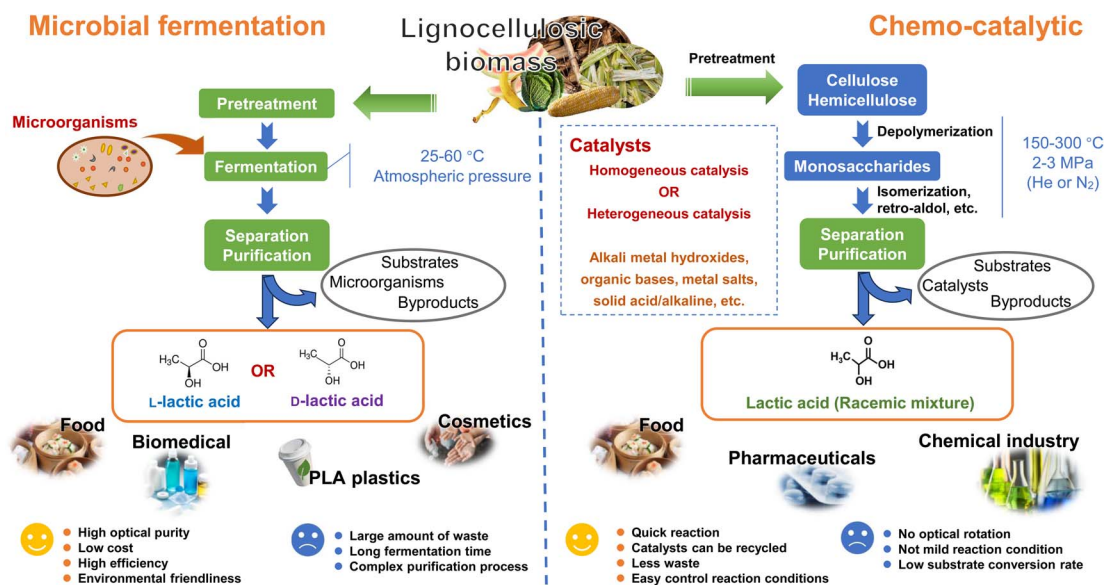 Microbial fermentation
Lignocellulosic
biomass
Chemo-catalytic
Pretreatment
Microorganisms
Fermentation
25-60 °C
Atmospheric pressure
Separation
Purification
Substrates
Microorganisms
Byproducts
H₃C
O
OH
OH
OR
H₃C
O
OH
OH
L-lactic acid
D-lactic acid
Food
Biomedical
PLA plastics
Cosmetics
High optical purity
Low cost
High efficiency
Environmental friendliness
Large amount of waste
Long fermentation time
Complex purification process
Pretreatment
Cellulose
Hemicellulose
Depolymerization
Monosaccharides
Isomerization,
retro-aldol, etc.
150-300 °C
2-3 MPa
(He or N₂)
Catalysts
Homogeneous catalysis
OR
Heterogeneous catalysis
Alkali metal hydroxides,
organic bases, metal salts,
solid acid/alkaline, etc.
Separation
Purification
Substrates
Catalysts
Byproducts
H₃C
O
OH
OH
Lactic acid (Racemic mixture)
Food
Pharmaceuticals
Chemical industry
Quick reaction
Catalysts can be recycled
Less waste
Easy control reaction conditions
No optical rotation
Not mild reaction condition
Low substrate conversion rate